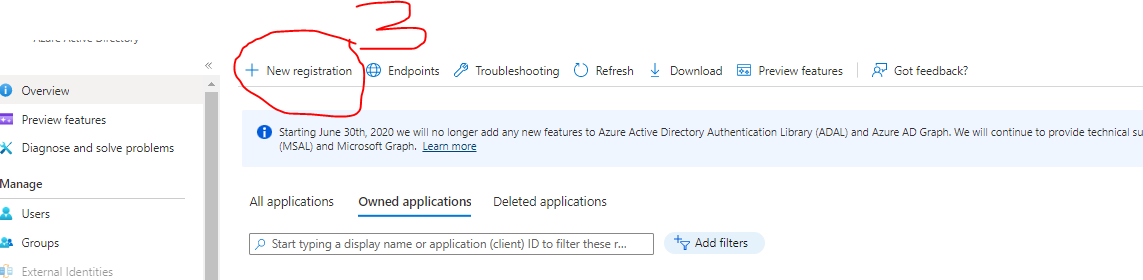 3
Azure Active Directory
«
New registration Endpoints Troubleshooting Refresh Download Preview features Got feedback?
Overview
Preview features
Diagnose and solve problems
Manage
Users
Groups
External Identities
Starting June 30th, 2020 we will no longer add any new features to Azure Active Directory Authentication Library (ADAL) and Azure AD Graph. We will continue to provide technical su
(MSAL) and Microsoft Graph. Learn more
All applications Owned applications Deleted applications
Start typing a display name or application (client) ID to filter these r...
Add filters